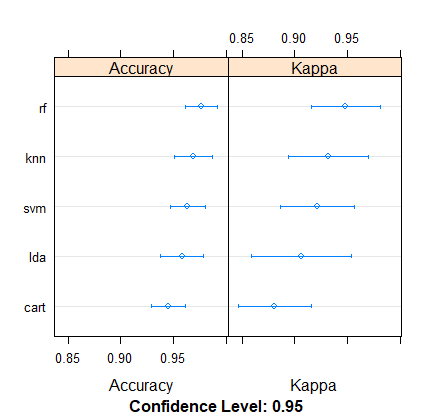 0.85 0.90 0.95
Accuracy Kappa
rf
knn
svm
lda
cart
0.85 0.90 0.95
Accuracy Kappa
Confidence Level: 0.95